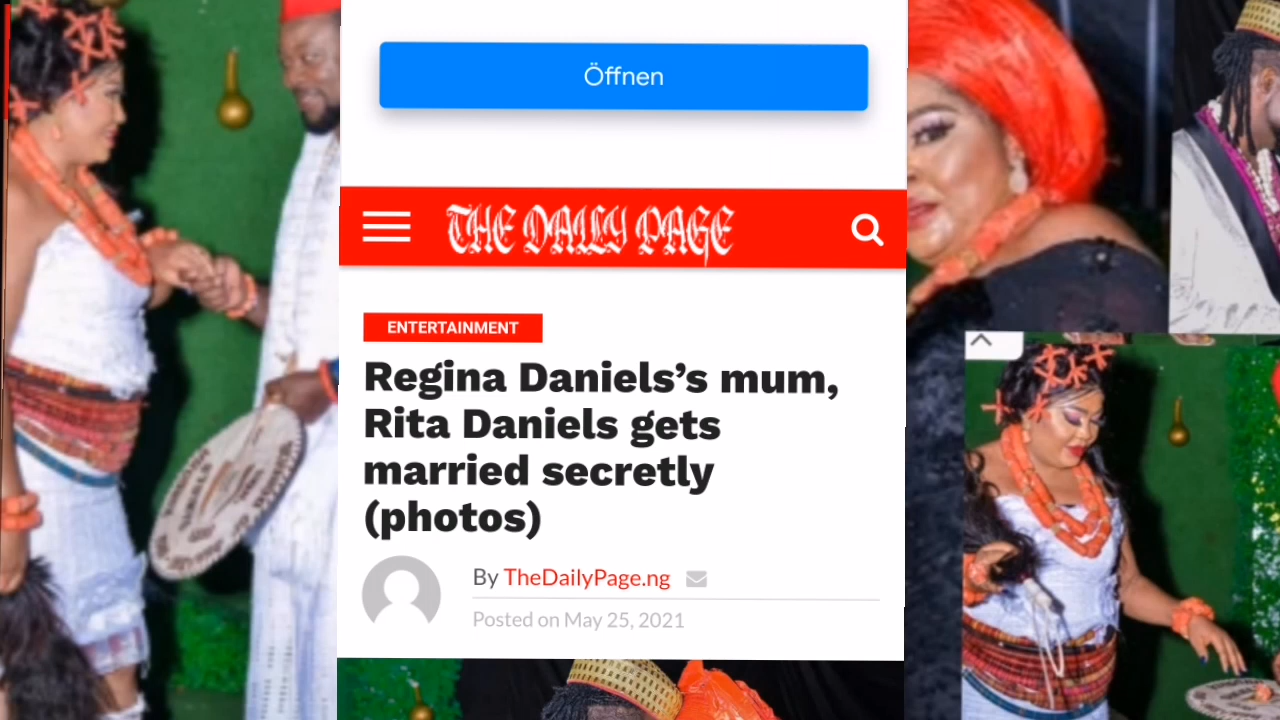 Öffnen
THE DAILY PAGE
ENTERTAINMENT
Regina Daniels’s mum,
Rita Daniels gets
married secretly
(photos)
By TheDailyPage.ng
Posted on May 25, 2021